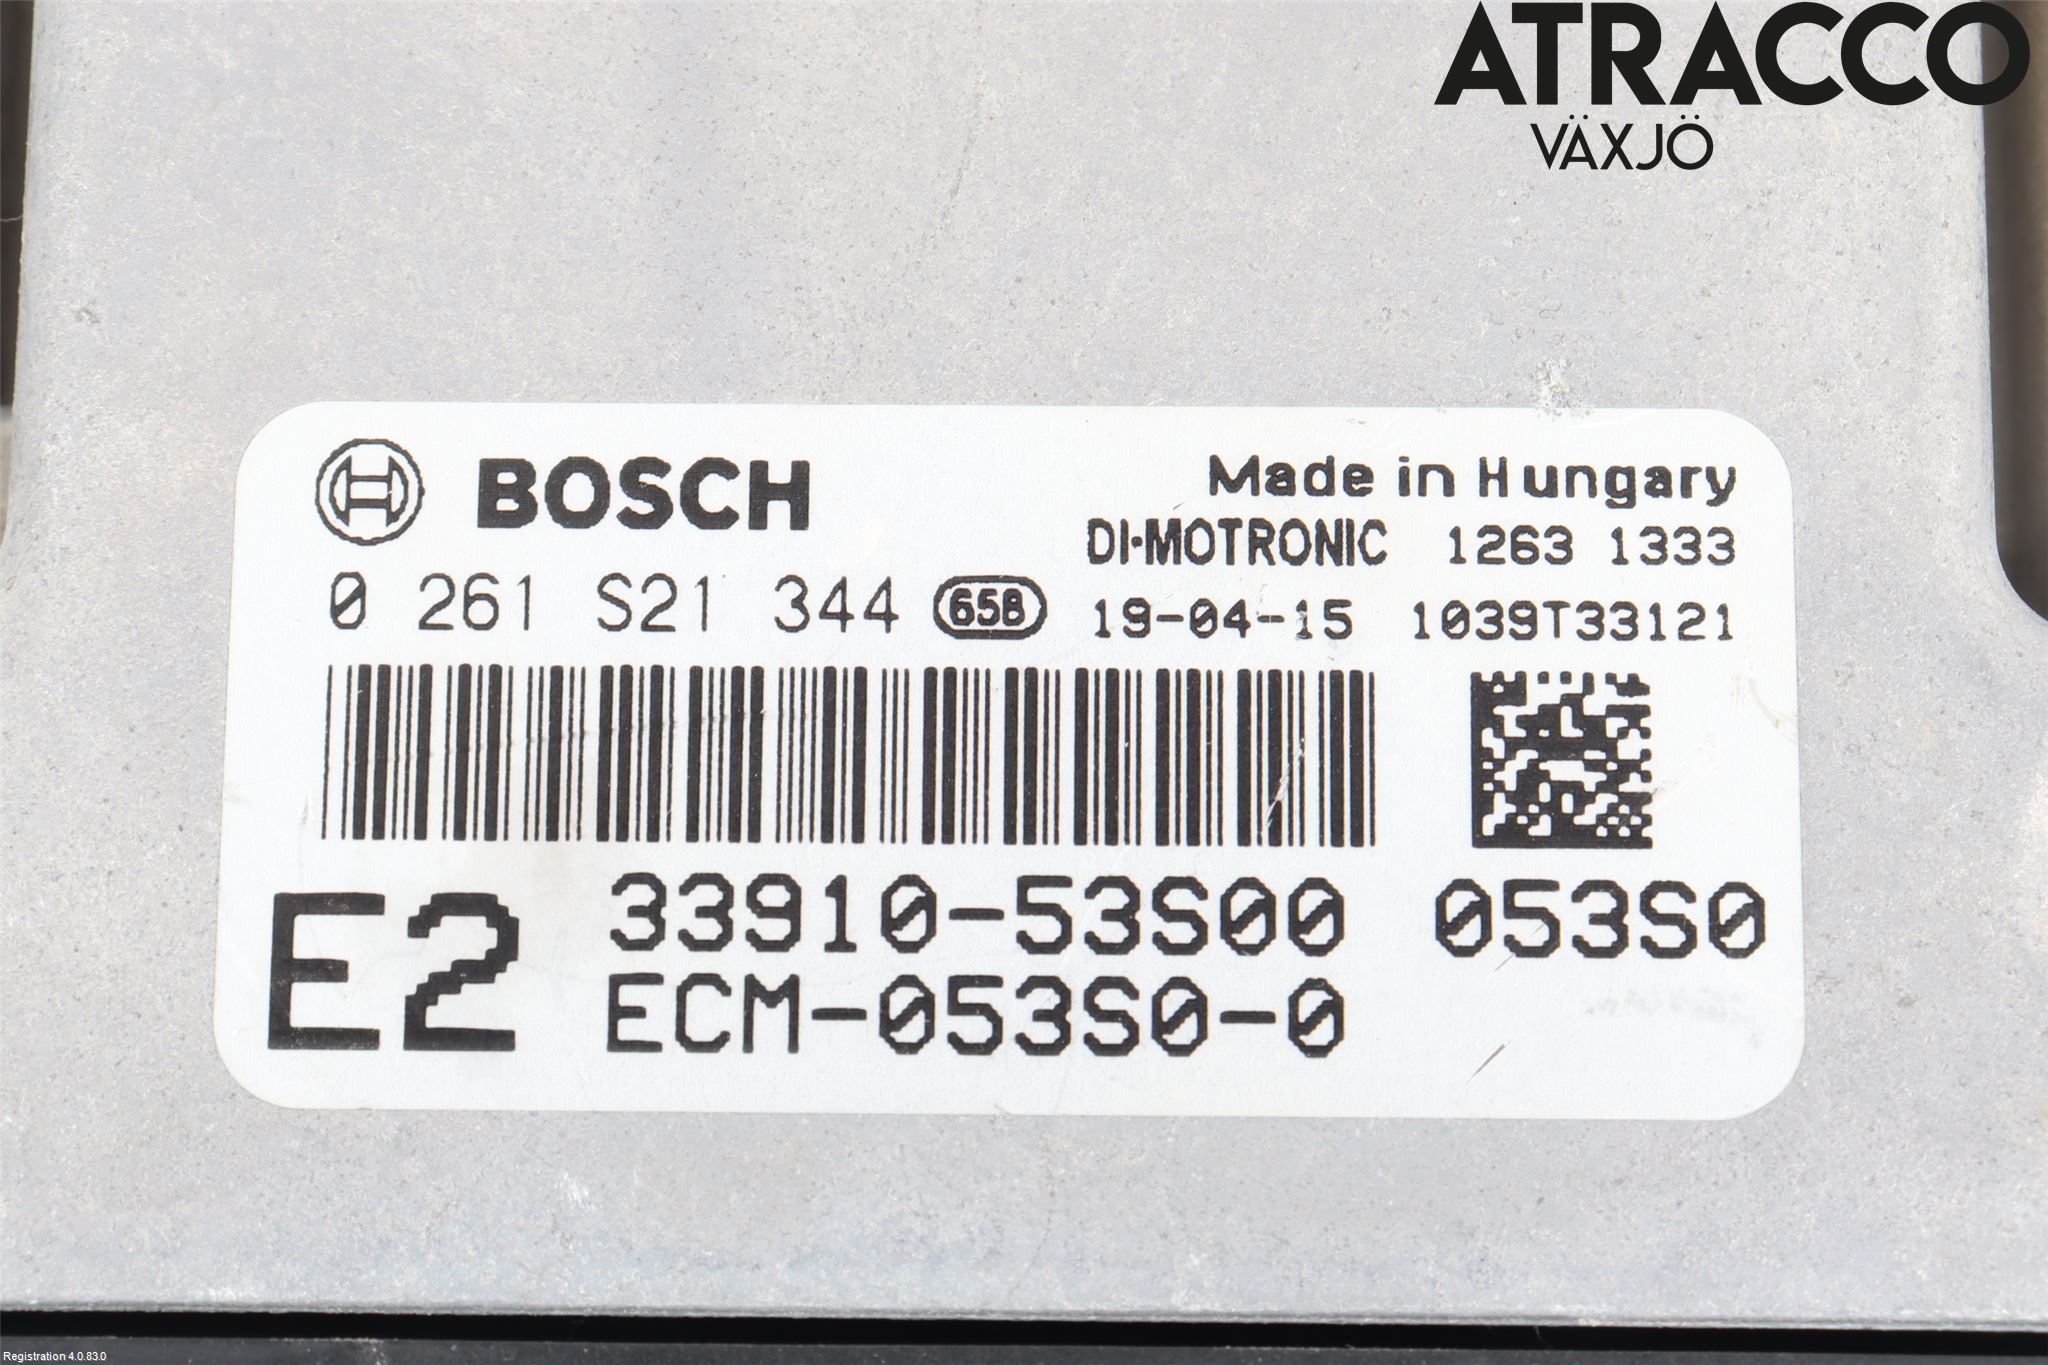 ATRACCO
VÄXJÖ
BOSCH
Made in Hungary
DI·MOTRONIC 1263 1333
0 261 S21 344 65B 19-04-15 1039T33121
E2
33910-53S00 053S0
ECM-053S0-0
Registration 4.0.83.0